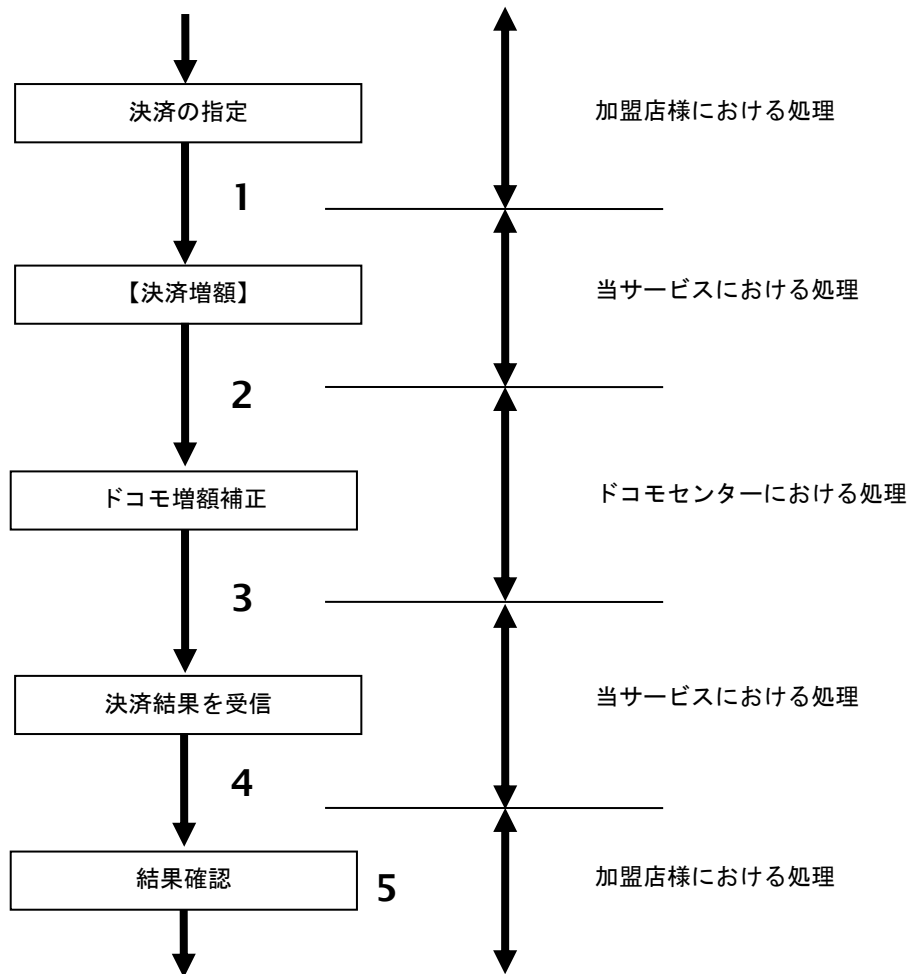 決済の指定
加盟店様における処理
1
【決済増額】
当サービスにおける処理
2
ドコモ増額補正
ドコモセンターにおける処理
3
決済結果を受信
当サービスにおける処理
4
結果確認
5
加盟店様における処理